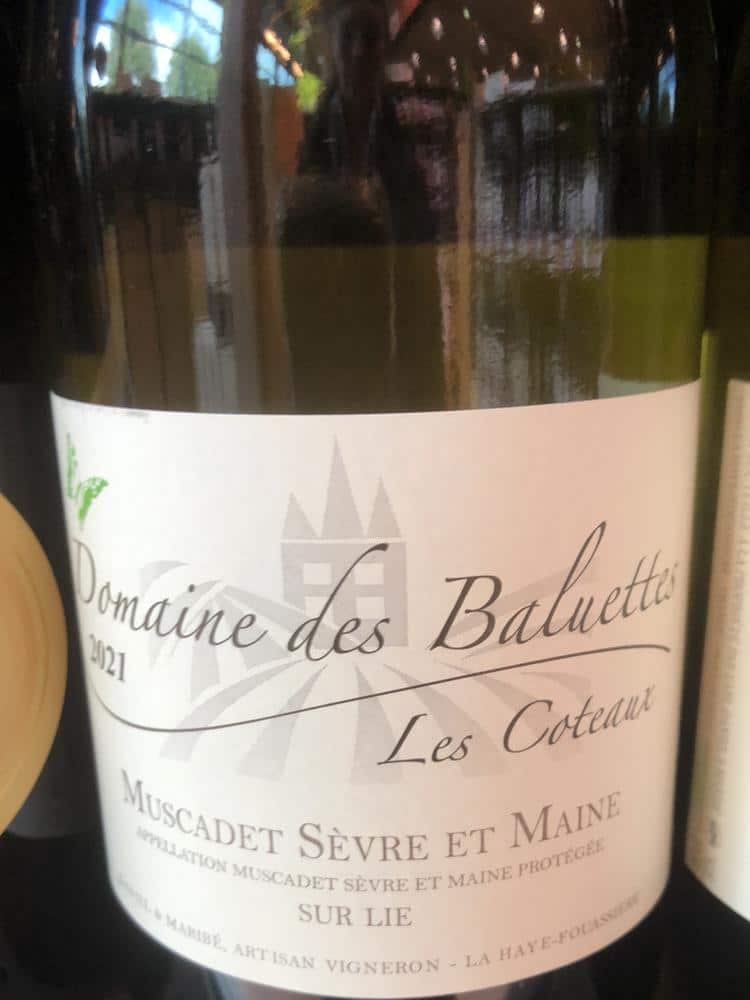 Domaine des Baluettes
2021
Les Coteaux
MUSCADET SÈVRE ET MAINE
APPELLATION MUSCADET SÈVRE ET MAINE PROTÉGÉE
SUR LIE
& MARIBÉ, ARTISAN VIGNERON - LA HAYE-FOUASSIÈRE